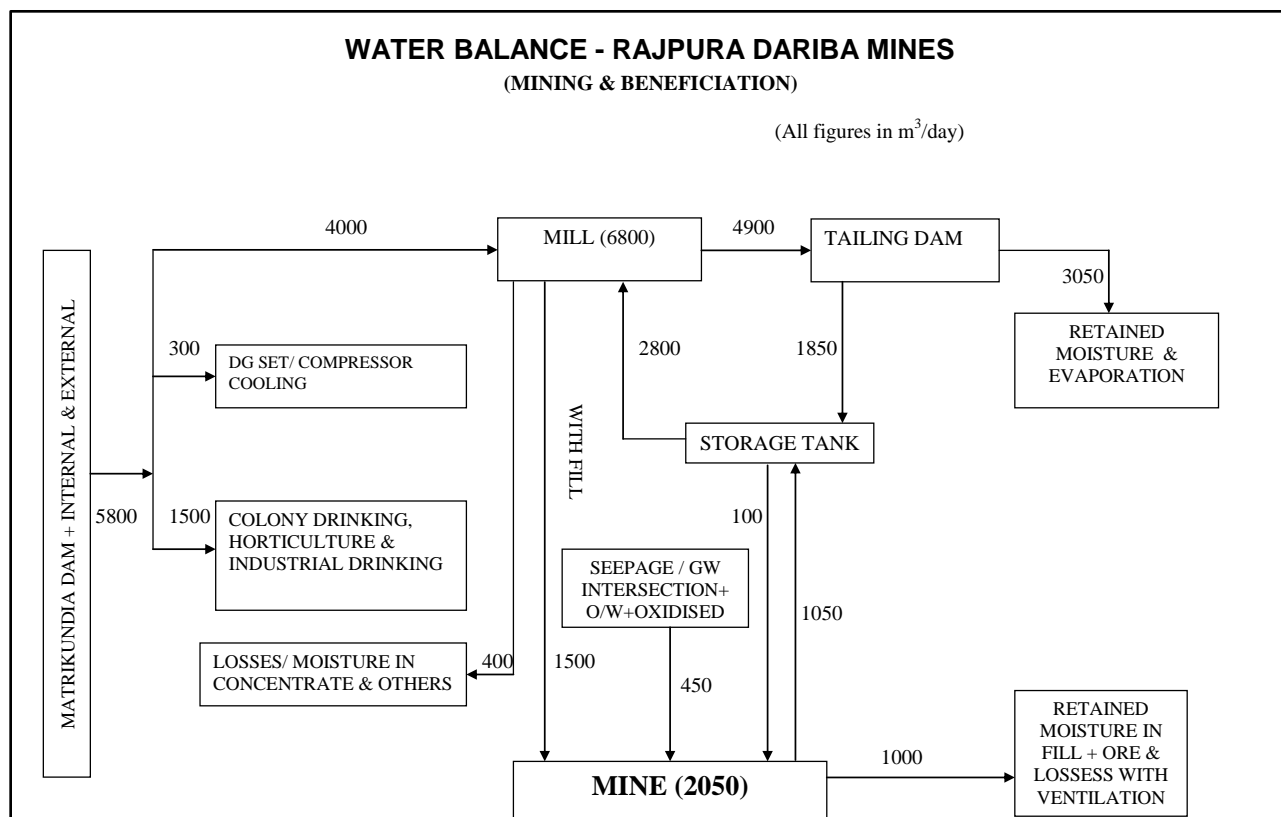 WATER BALANCE - RAJPURA DARIBA MINES
(MINING & BENEFICIATION)
(All figures in m³/day)
4000
MILL (6800)
4900
TAILING DAM
3050
RETAINED
MOISTURE &
EVAPORATION
MATRIKUNDIA DAM + INTERNAL & EXTERNAL
300
DG SET/ COMPRESSOR
COOLING
2800
1850
WITH FILL
STORAGE TANK
5800
1500
COLONY DRINKING,
HORTICULTURE &
INDUSTRIAL DRINKING
100
SEEPAGE / GW
INTERSECTION+
O/W+OXIDISED
1050
LOSSES/ MOISTURE IN
CONCENTRATE & OTHERS
400
1500
450
MINE (2050)
1000
RETAINED
MOISTURE IN
FILL + ORE &
LOSSESS WITH
VENTILATION